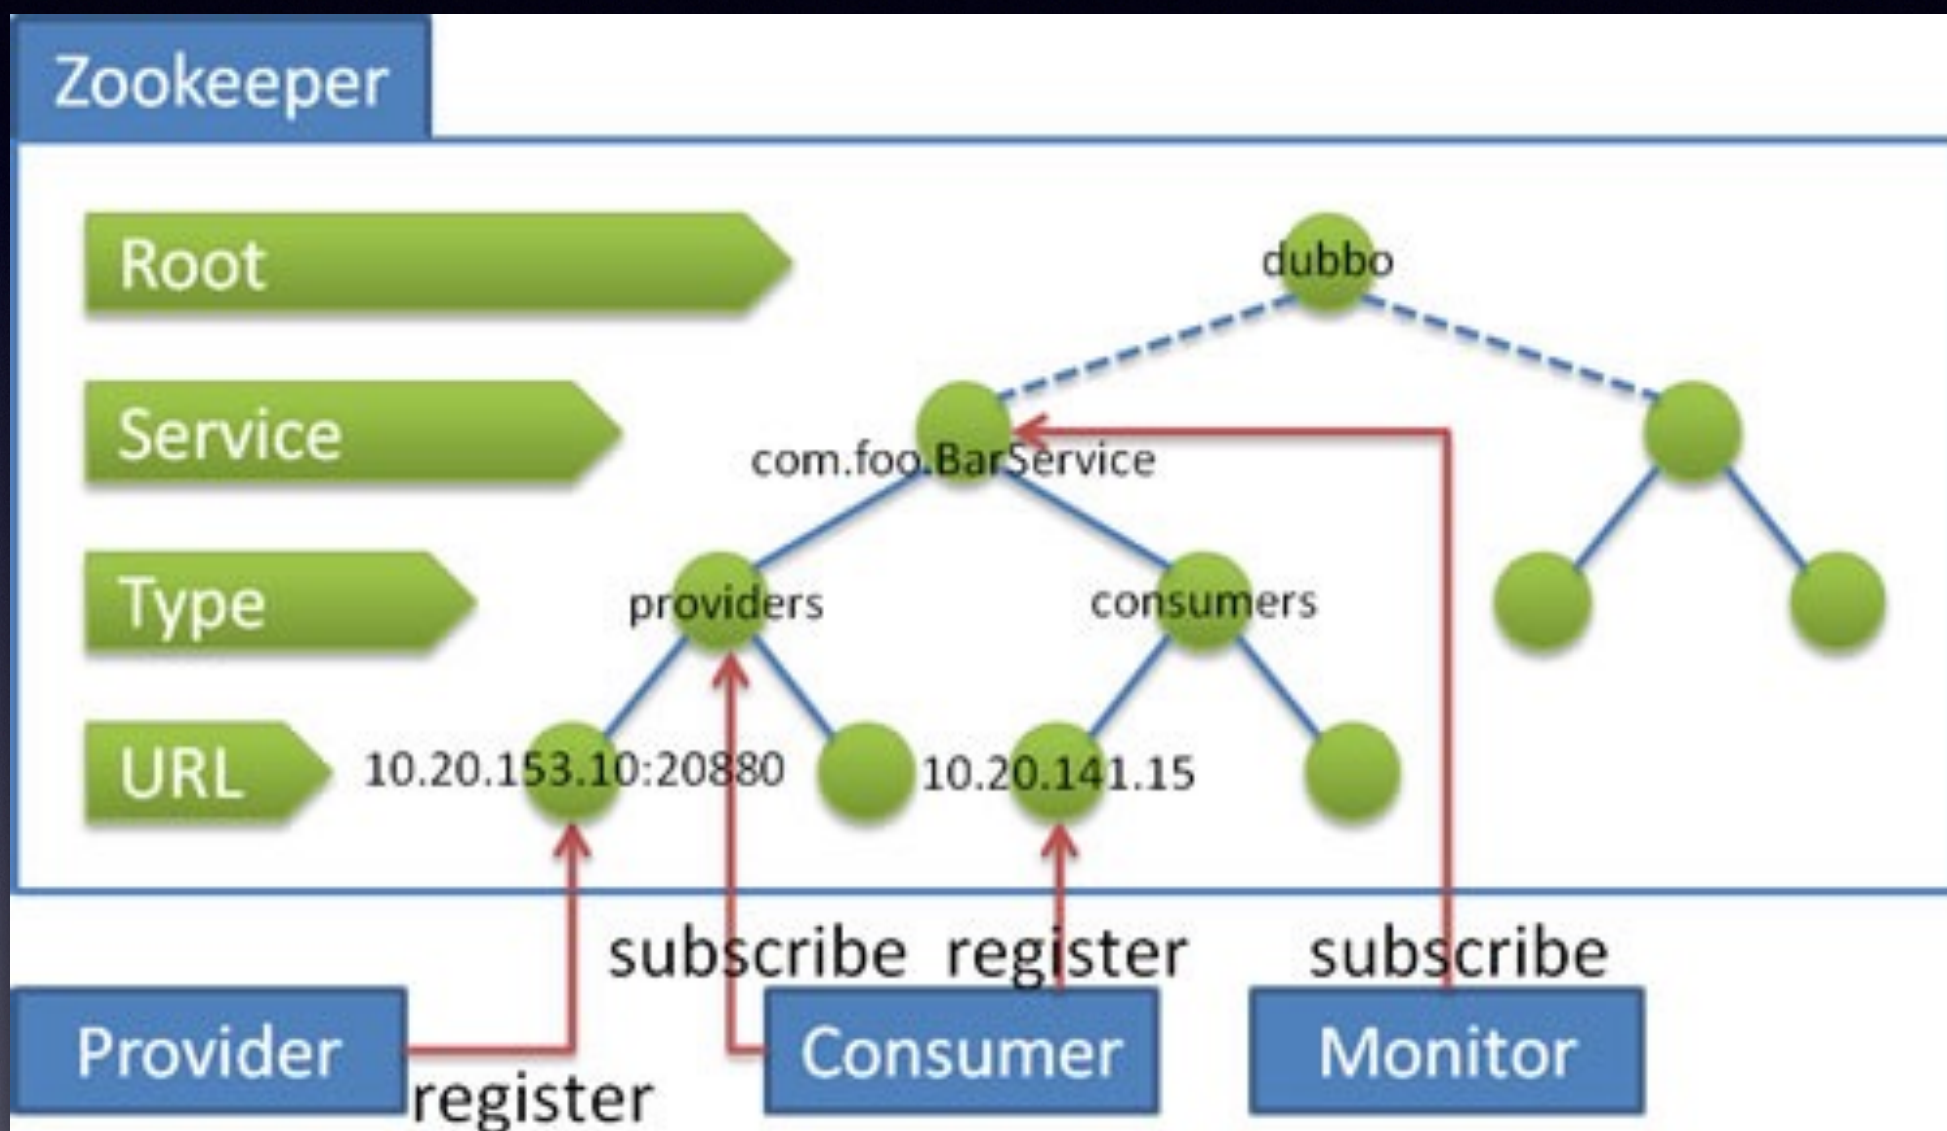 Zookeeper
Root
dubbo
Service
com.foo.BarService
Type
providers
consumers
URL
10.20.153.10:20880
10.20.141.15
subscribe
register
subscribe
Provider
Consumer
Monitor
register